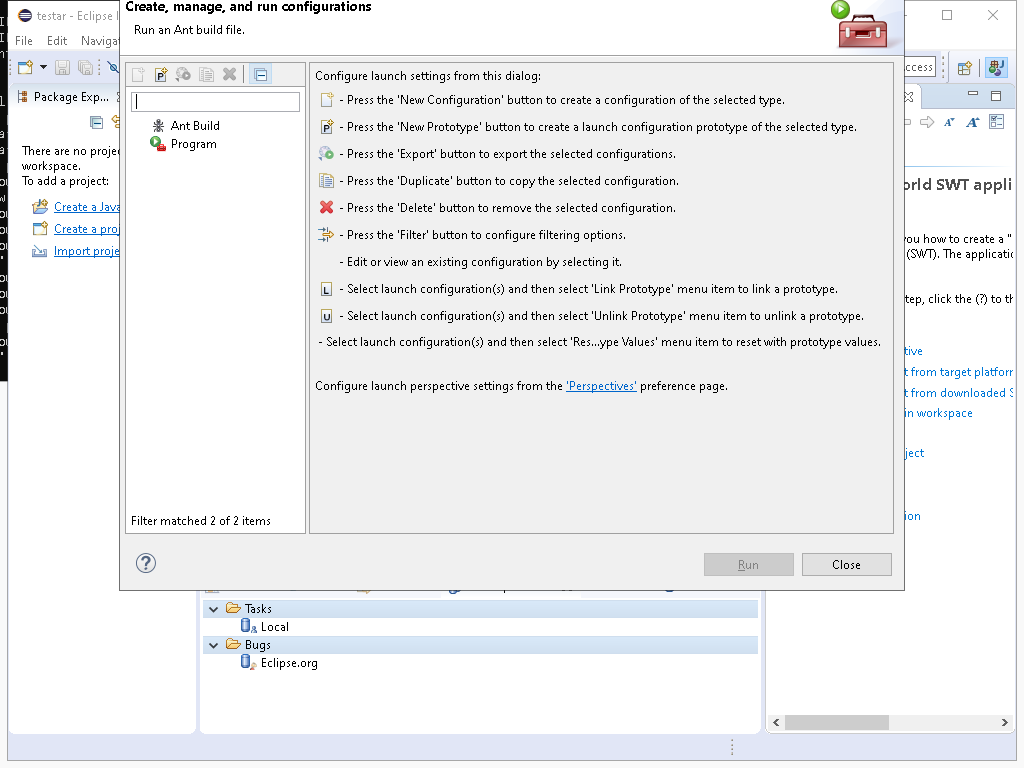 Create, manage, and run configurations
testar - Eclipse I
Run an Ant build file.
File Edit Navigat
ccess
Package Exp...
Configure launch settings from this dialog:
- Press the 'New Configuration' button to create a configuration of the selected type.
Ant Build
- Press the 'New Prototype' button to create a launch configuration prototype of the selected type.
Program
There are no projec
workspace.
To add a project:
- Press the 'Export' button to export the selected configurations.
- Press the 'Duplicate' button to copy the selected configuration.
orld SWT appli
Create a Java
- Press the 'Delete' button to remove the selected configuration.
Create a proj
- Press the 'Filter' button to configure filtering options.
you how to create a "
Import proje
(SWT). The applicatio
- Edit or view an existing configuration by selecting it.
L - Select launch configuration(s) and then select 'Link Prototype' menu item to link a prototype.
tep, click the (?) to th
U - Select launch configuration(s) and then select 'Unlink Prototype' menu item to unlink a prototype.
- Select launch configuration(s) and then select 'Res...ype Values' menu item to reset with prototype values.
tive
t from target platforr
Configure launch perspective settings from the 'Perspectives' preference page.
t from downloaded S
in workspace
ject
ion
Filter matched 2 of 2 items
?
Run
Close
Tasks
Local
Bugs
Eclipse.org